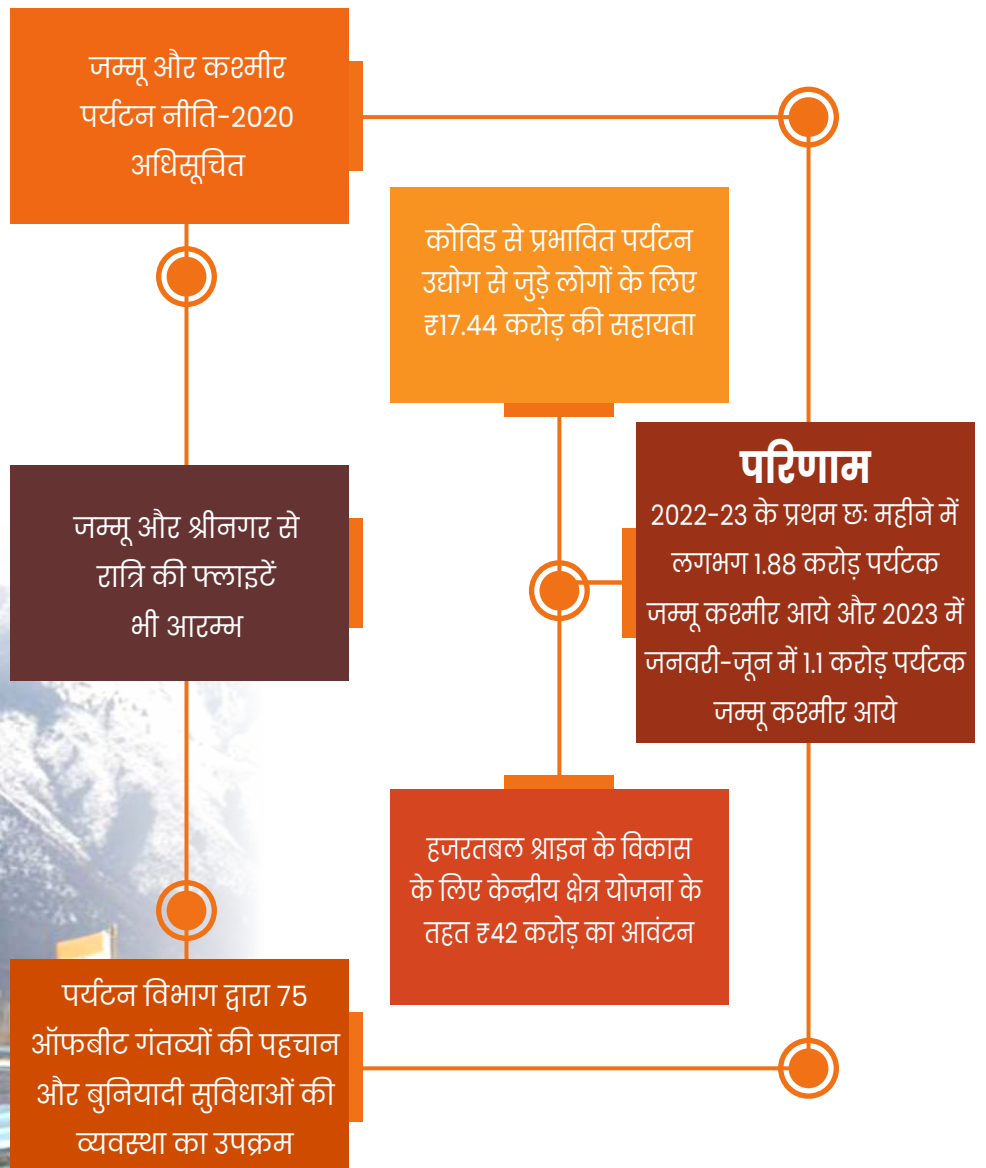 जम्मू और कश्मीर
पर्यटन नीति-2020
अधिसूचित
कोविड से प्रभावित पर्यटन
उद्योग से जुड़े लोगों के लिए
₹17.44 करोड़ की सहायता
जम्मू और श्रीनगर से
रात्रि की फ्लाइटें
भी आरम्भ
परिणाम
2022-23 के प्रथम छः महीने में
लगभग 1.88 करोड़ पर्यटक
जम्मू कश्मीर आये और 2023 में
जनवरी-जून में 1.1 करोड़ पर्यटक
जम्मू कश्मीर आये
हजरतबल श्राइन के विकास
के लिए केन्द्रीय क्षेत्र योजना के
तहत ₹42 करोड़ का आवंटन
पर्यटन विभाग द्वारा 75
ऑफबीट गंतव्यों की पहचान
और बुनियादी सुविधाओं की
व्यवस्था का उपक्रम